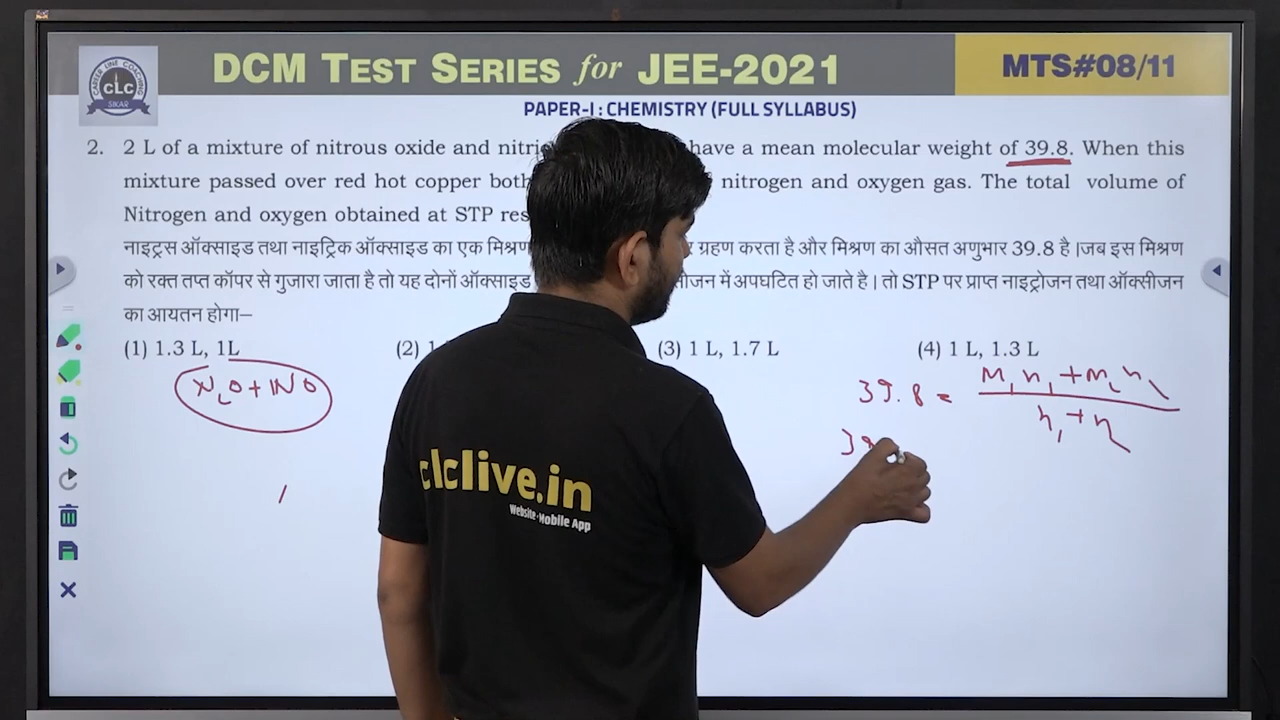 DCM TEST SERIES for JEE-2021
MTS#08/11
CAREER LINE COACHING
CLC
SIKAR
PAPER-I : CHEMISTRY (FULL SYLLABUS)
2. 2 L of a mixture of nitrous oxide and have a mean molecular weight of 39.8. When this
mixture passed over red hot copper both nitrogen and oxygen gas. The total volume of
Nitrogen and oxygen obtained at STP
नाइट्रस ऑक्साइड तथा नाइट्रिक ऑक्साइड का एक ग्रहण करता है और मिश्रण का औसत अणुभार 39.8 है।जब इस मिश्रण
को रक्त तप्त कॉपर से गुजारा जाता है तो यह दोनों ऑक्साइड में अपघटित हो जाते है। तो STP पर प्राप्त नाइट्रोजन तथा ऑक्सीजन
का आयतन होगा–
(1) 1.3 L, 1L (2) (3) 1 L, 1.7 L (4) 1 L, 1.3 L
N2O + NO
39.8 = M1n1 + M2n2
n1 + n2
clclive.in
Website • Mobile App